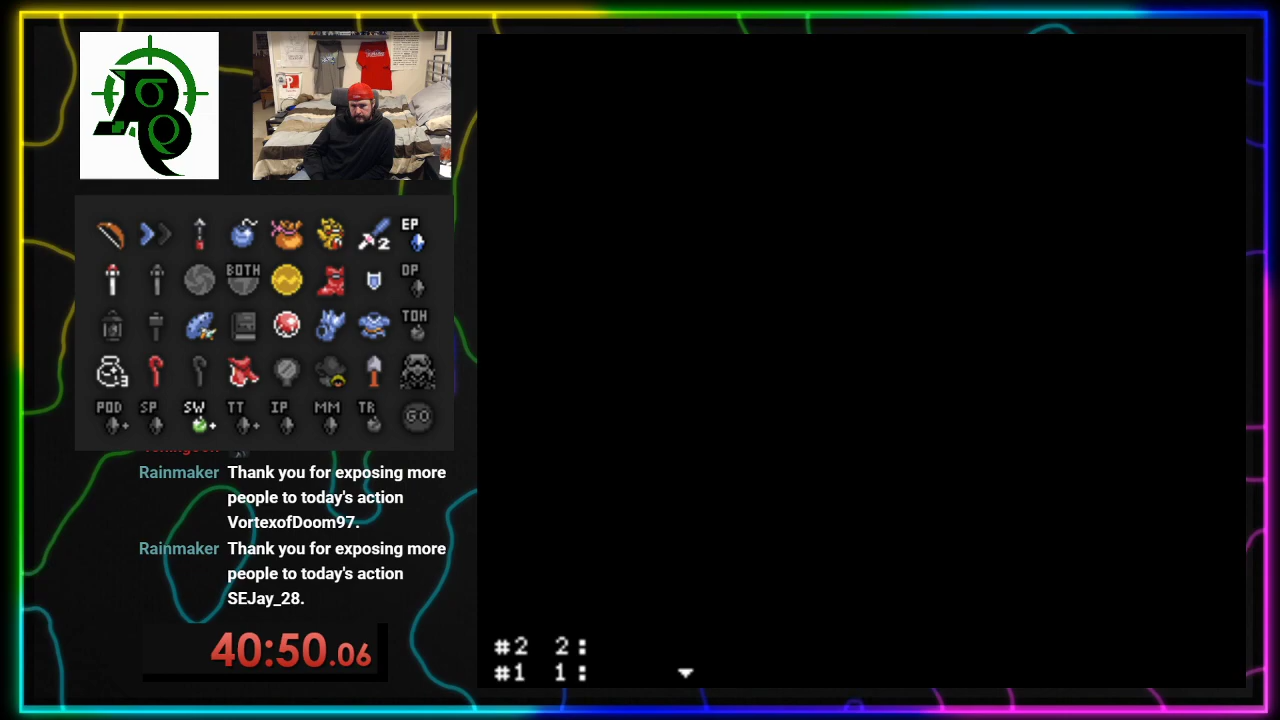 EP
2
BOTH
DP
TOH
3
POD
SP
SW
TT
IP
MM
TR
GO
Rainmaker Thank you for exposing more
people to today's action
VortexofDoom97.
Rainmaker Thank you for exposing more
people to today's action
SEJay_28.
40:50.06
#2 2:
#1 1: